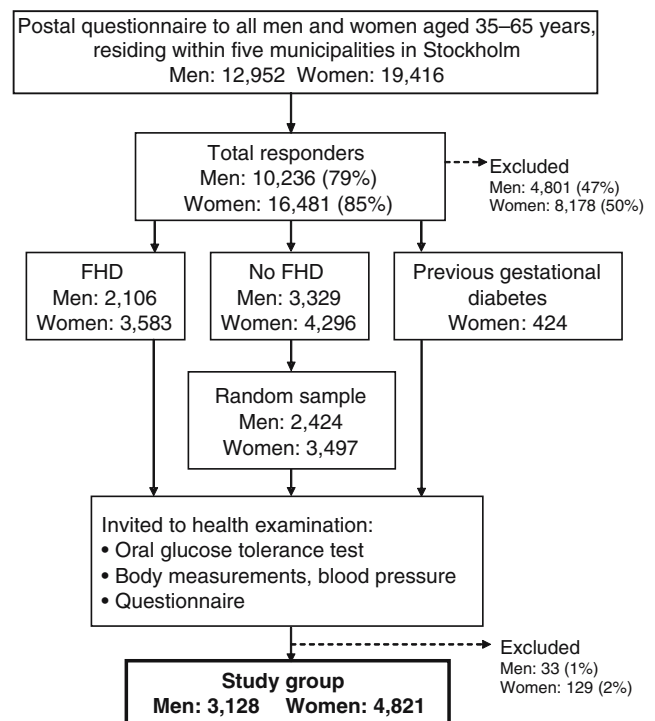 Postal questionnaire to all men and women aged 35–65 years,
residing within five municipalities in Stockholm
Men: 12,952 Women: 19,416
Total responders
Men: 10,236 (79%)
Women: 16,481 (85%)
Excluded
Men: 4,801 (47%)
Women: 8,178 (50%)
FHD
Men: 2,106
Women: 3,583
No FHD
Men: 3,329
Women: 4,296
Previous gestational
diabetes
Women: 424
Random sample
Men: 2,424
Women: 3,497
Invited to health examination:
• Oral glucose tolerance test
• Body measurements, blood pressure
• Questionnaire
Excluded
Men: 33 (1%)
Women: 129 (2%)
Study group
Men: 3,128 Women: 4,821